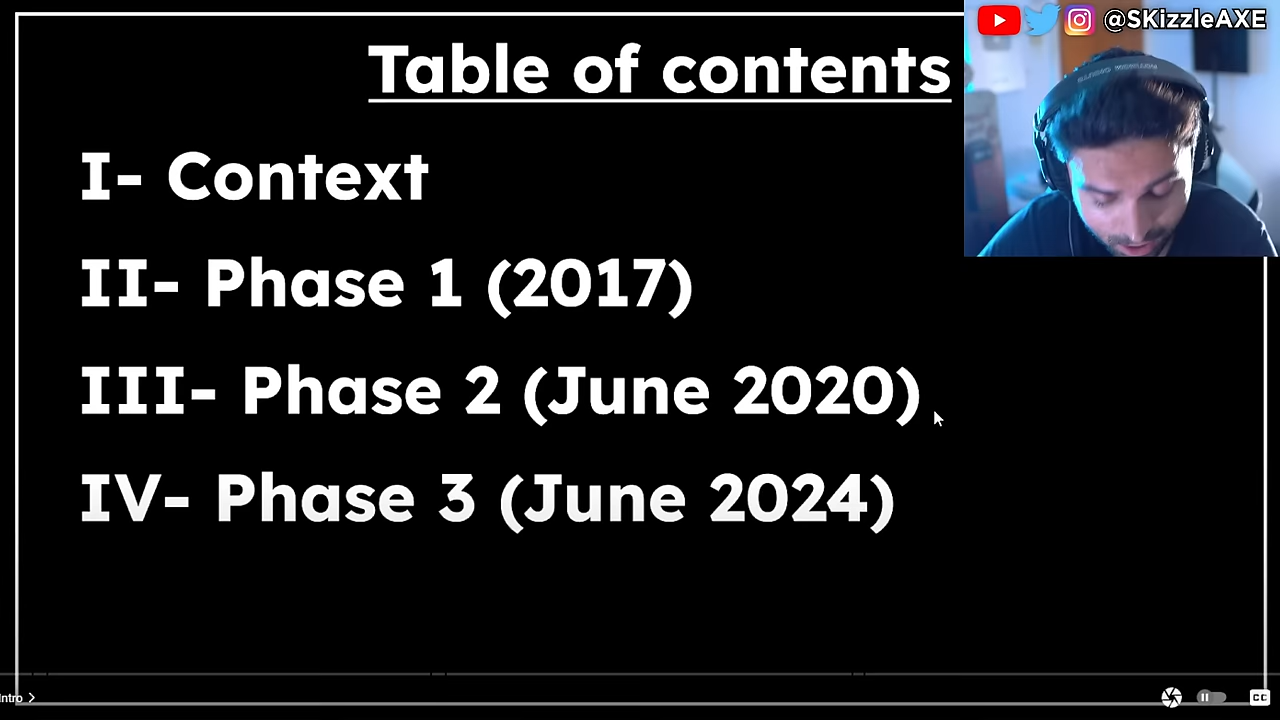 @SKizzleAXE
Table of contents
I- Context
II- Phase 1 (2017)
III- Phase 2 (June 2020)
IV- Phase 3 (June 2024)
Intro
CC